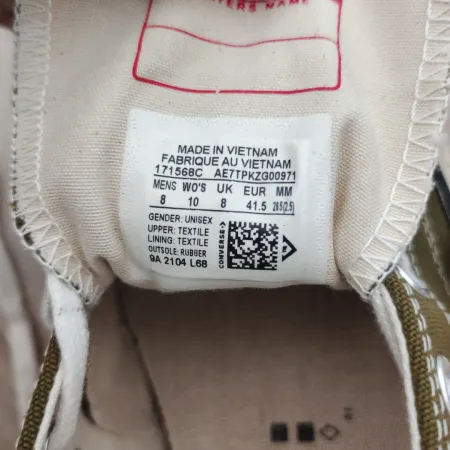 NAME
MADE IN VIETNAM
FABRIQUE AU VIETNAM
171568C AE7TPKZG00971
MENS WO'S UK EUR MM
8 10 8 41.5
GENDER: UNISEX
UPPER: TEXTILE
LINING: TEXTILE
OUTSOLE: RUBBER
9A 2104 L68
CONVERSE